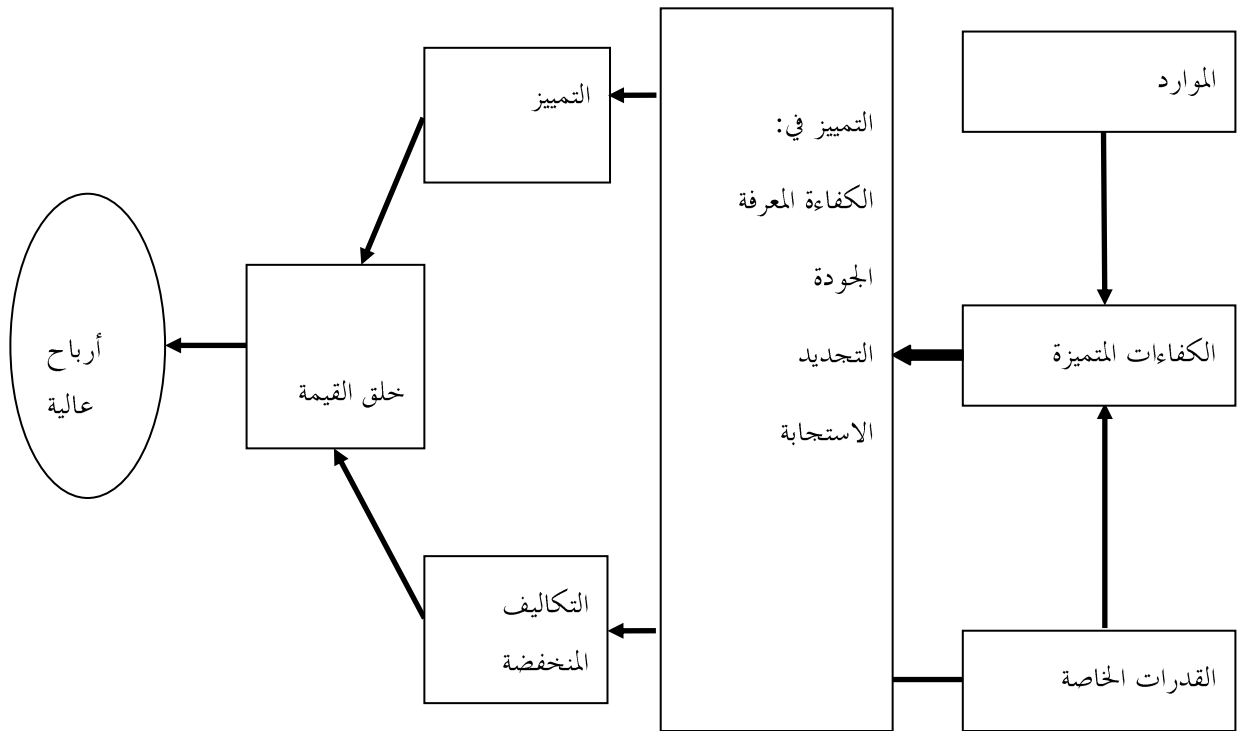 الموارد
الكفاءات المتميزة
القدرات الخاصة
التمييز في:
الكفاءة المعرفة
الجودة
التجديد
الاستجابة
التمييز
التكاليف
المنخفضة
خلق القيمة
أرباح
عالية